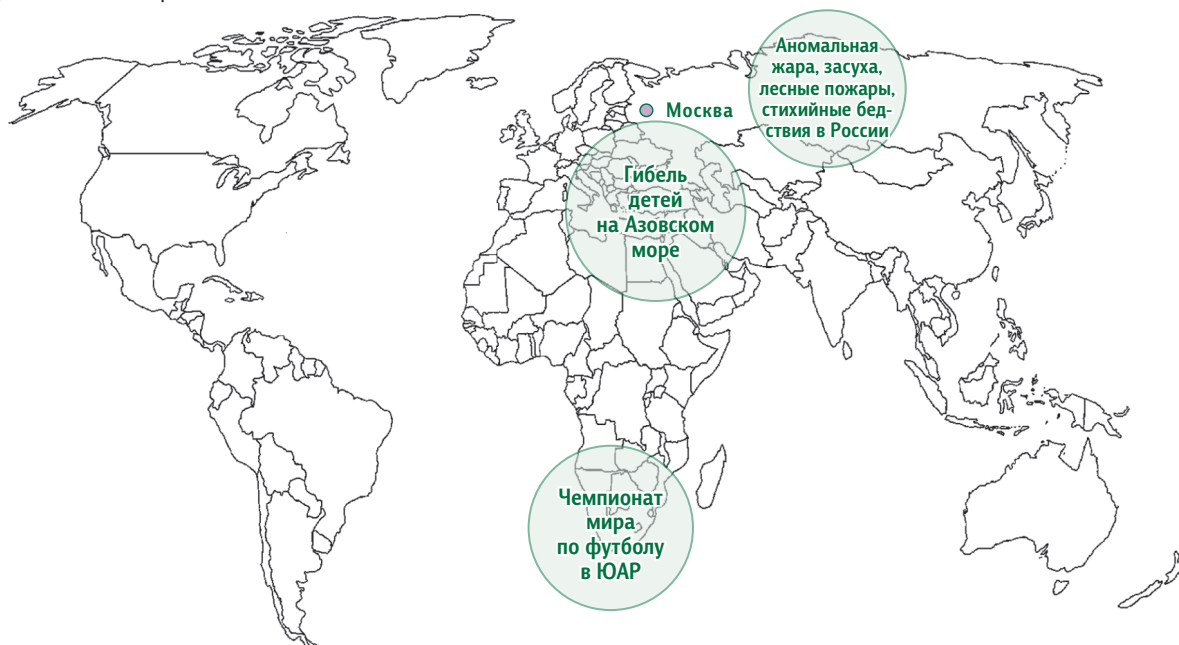 Аномальная
жара, засуха,
лесные пожары,
стихийные бед-
ствия в России
Москва
Гибель
детей
на Азовском
море
Чемпионат
мира
по футболу
в ЮАР